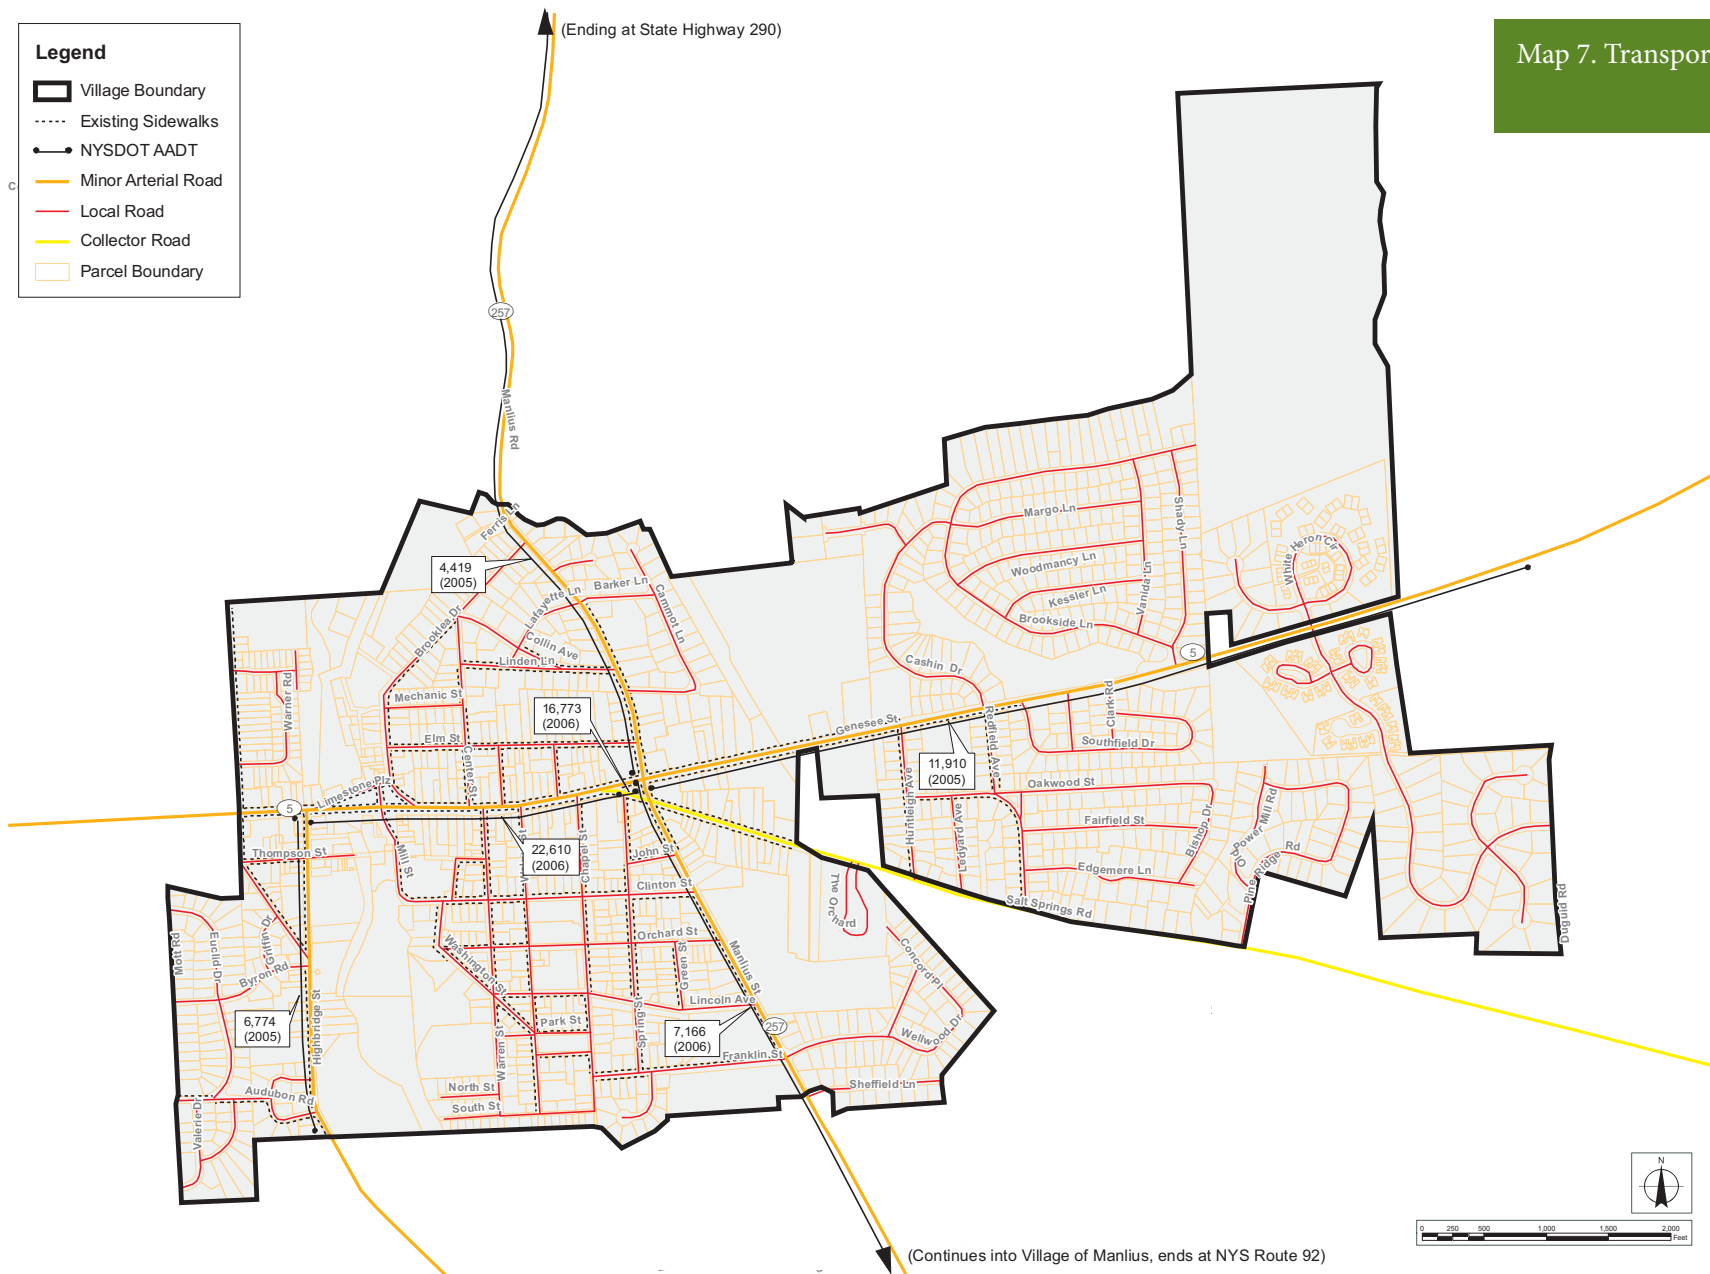 (Ending at State Highway 290)
Map 7. Transpor
Legend
Village Boundary
Existing Sidewalks
NYSDOT AADT
Minor Arterial Road
Local Road
Collector Road
Parcel Boundary
257
Manlius Rd
Ferris Ln
4,419
(2005)
Barker Ln
Lafayette Ln
Cammot Ln
Brooklea Dr
Collin Ave
Linden Ln
Mechanic St
16,773
(2006)
Elm St
Center St
Warner Rd
Limestone Plz
5
Genesee St
Margo Ln
Shady Ln
Woodmancy Ln
Kessler Ln
Vanida Ln
Brookside Ln
White Heron Cir
5
Cashin Dr
Redfield Ave
Clark Rd
Southfield Dr
11,910
(2005)
Oakwood St
Huntleigh Ave
Ledyard Ave
Fairfield St
Bishop Dr
Edgemere Ln
Old Power Mill Rd
Pine Ridge Rd
Salt Springs Rd
Duguid Rd
Thompson St
Mill St
22,610
(2006)
Chapel St
John St
Clinton St
The Orchard
Orchard St
Green St
Manlius St
Concord Pl
Wellwood Dr
Mott Rd
Euclid Dr
Griffin Dr
Byron Rd
Washington St
Lincoln Ave
Park St
Spring St
6,774
(2005)
Highbridge St
Warren St
7,166
(2006)
257
Franklin St
Sheffield Ln
North St
South St
Audubon Rd
Valerie Dr
N
0 250 500 1,000 1,500 2,000
Feet
(Continues into Village of Manlius, ends at NYS Route 92)